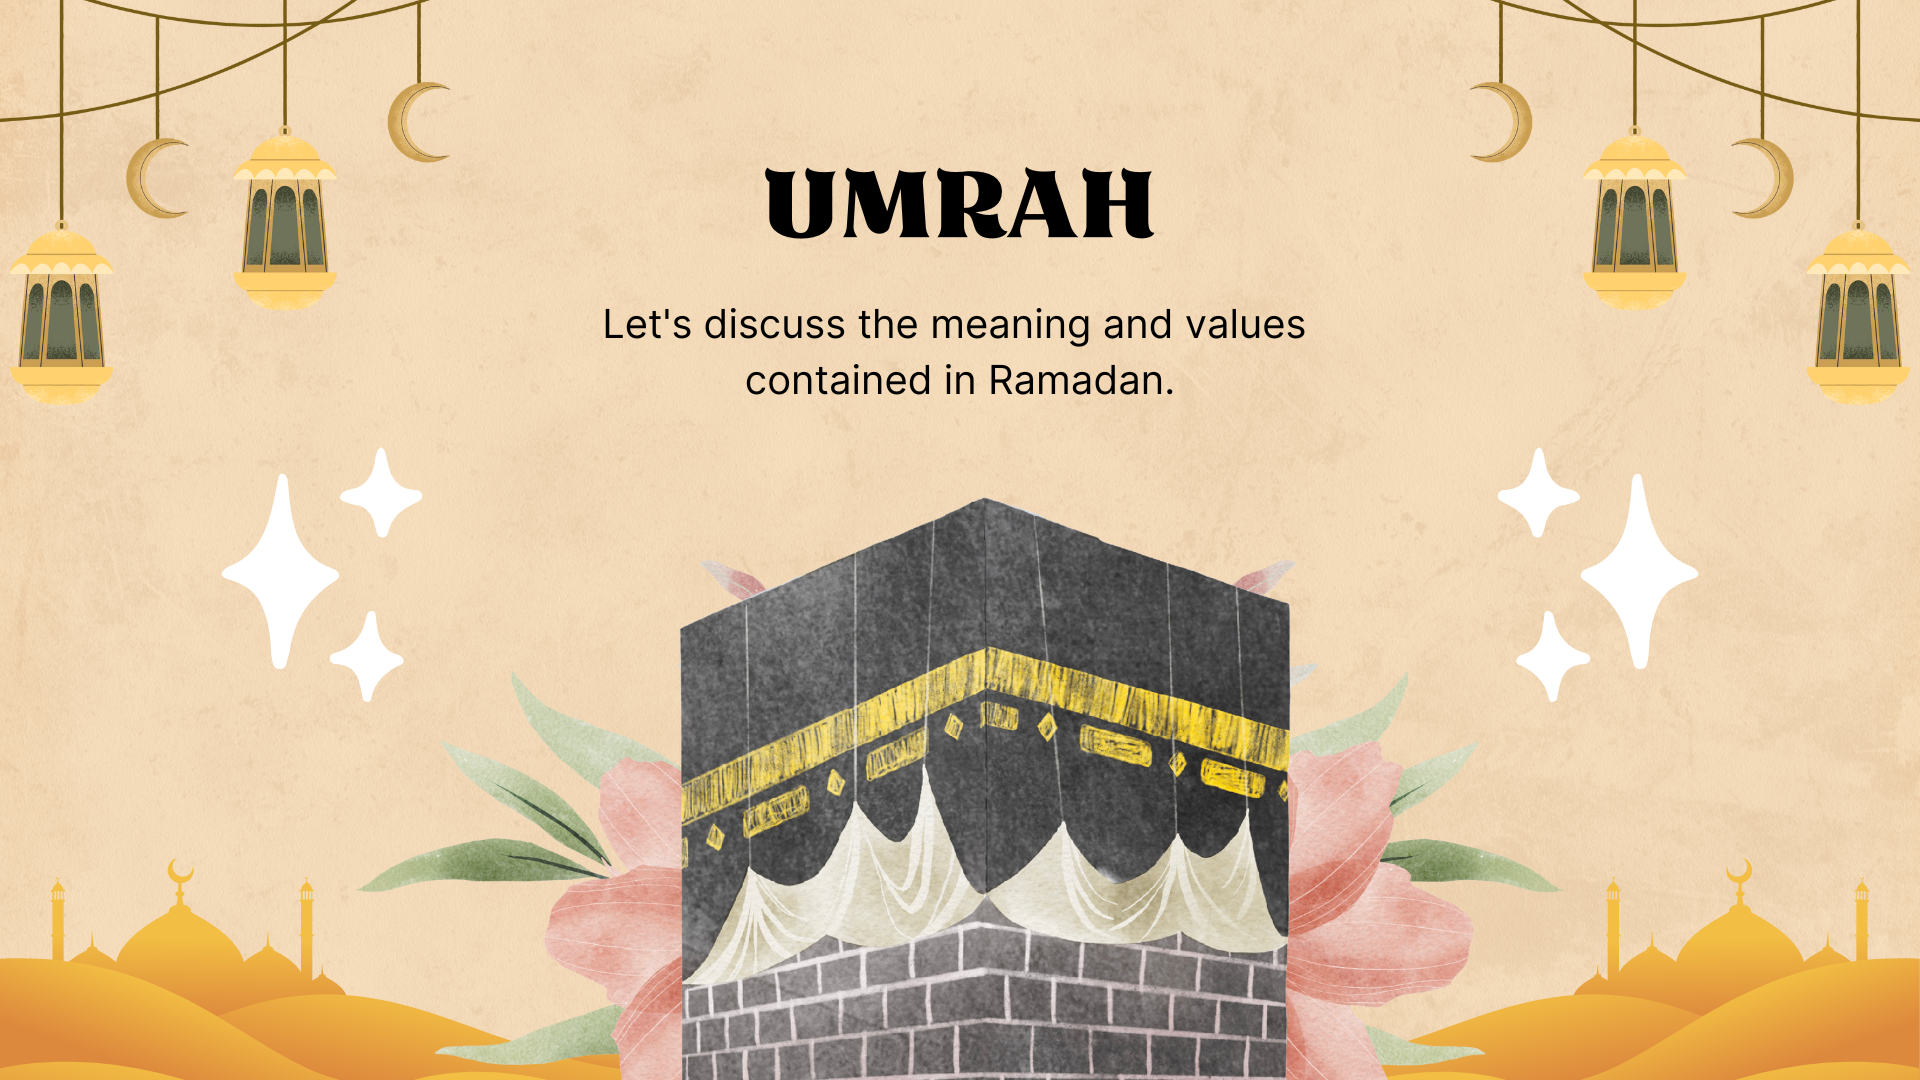 UMRAH
Let's discuss the meaning and values
contained in Ramadan.